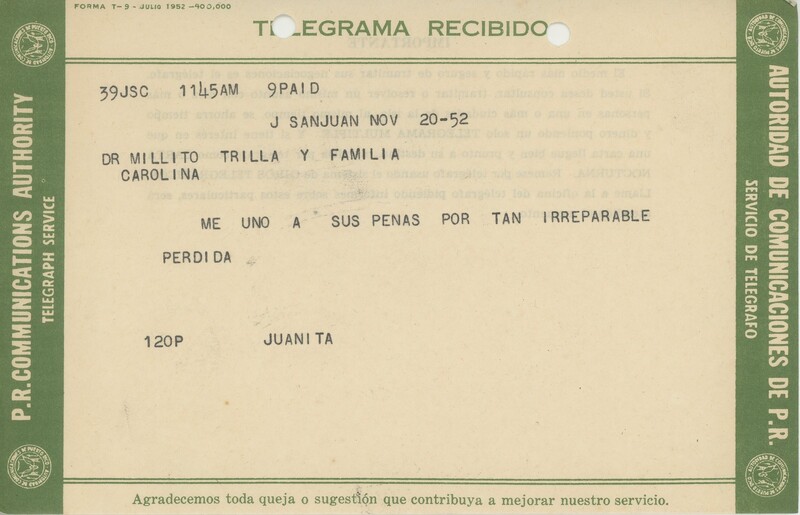 FORMA T-9 - JULIO 1952 -400,000
TELEGRAMA RECIBIDO
39JSC 1145AM 9PAID
J SANJUAN NOV 20-52
DR MILLITO TRILLA Y FAMILIA
CAROLINA
ME UNO A SUS PENAS POR TAN IRREPARABLE
PERDIDA
120P JUANITA
Agradecemos toda queja o sugestión que contribuya a mejorar nuestro servicio.
P.R. COMMUNICATIONS AUTHORITY
TELEGRAPH SERVICE
AUTORIDAD DE COMUNICACIONES DE P.R.
SERVICIO DE TELEGRAFO